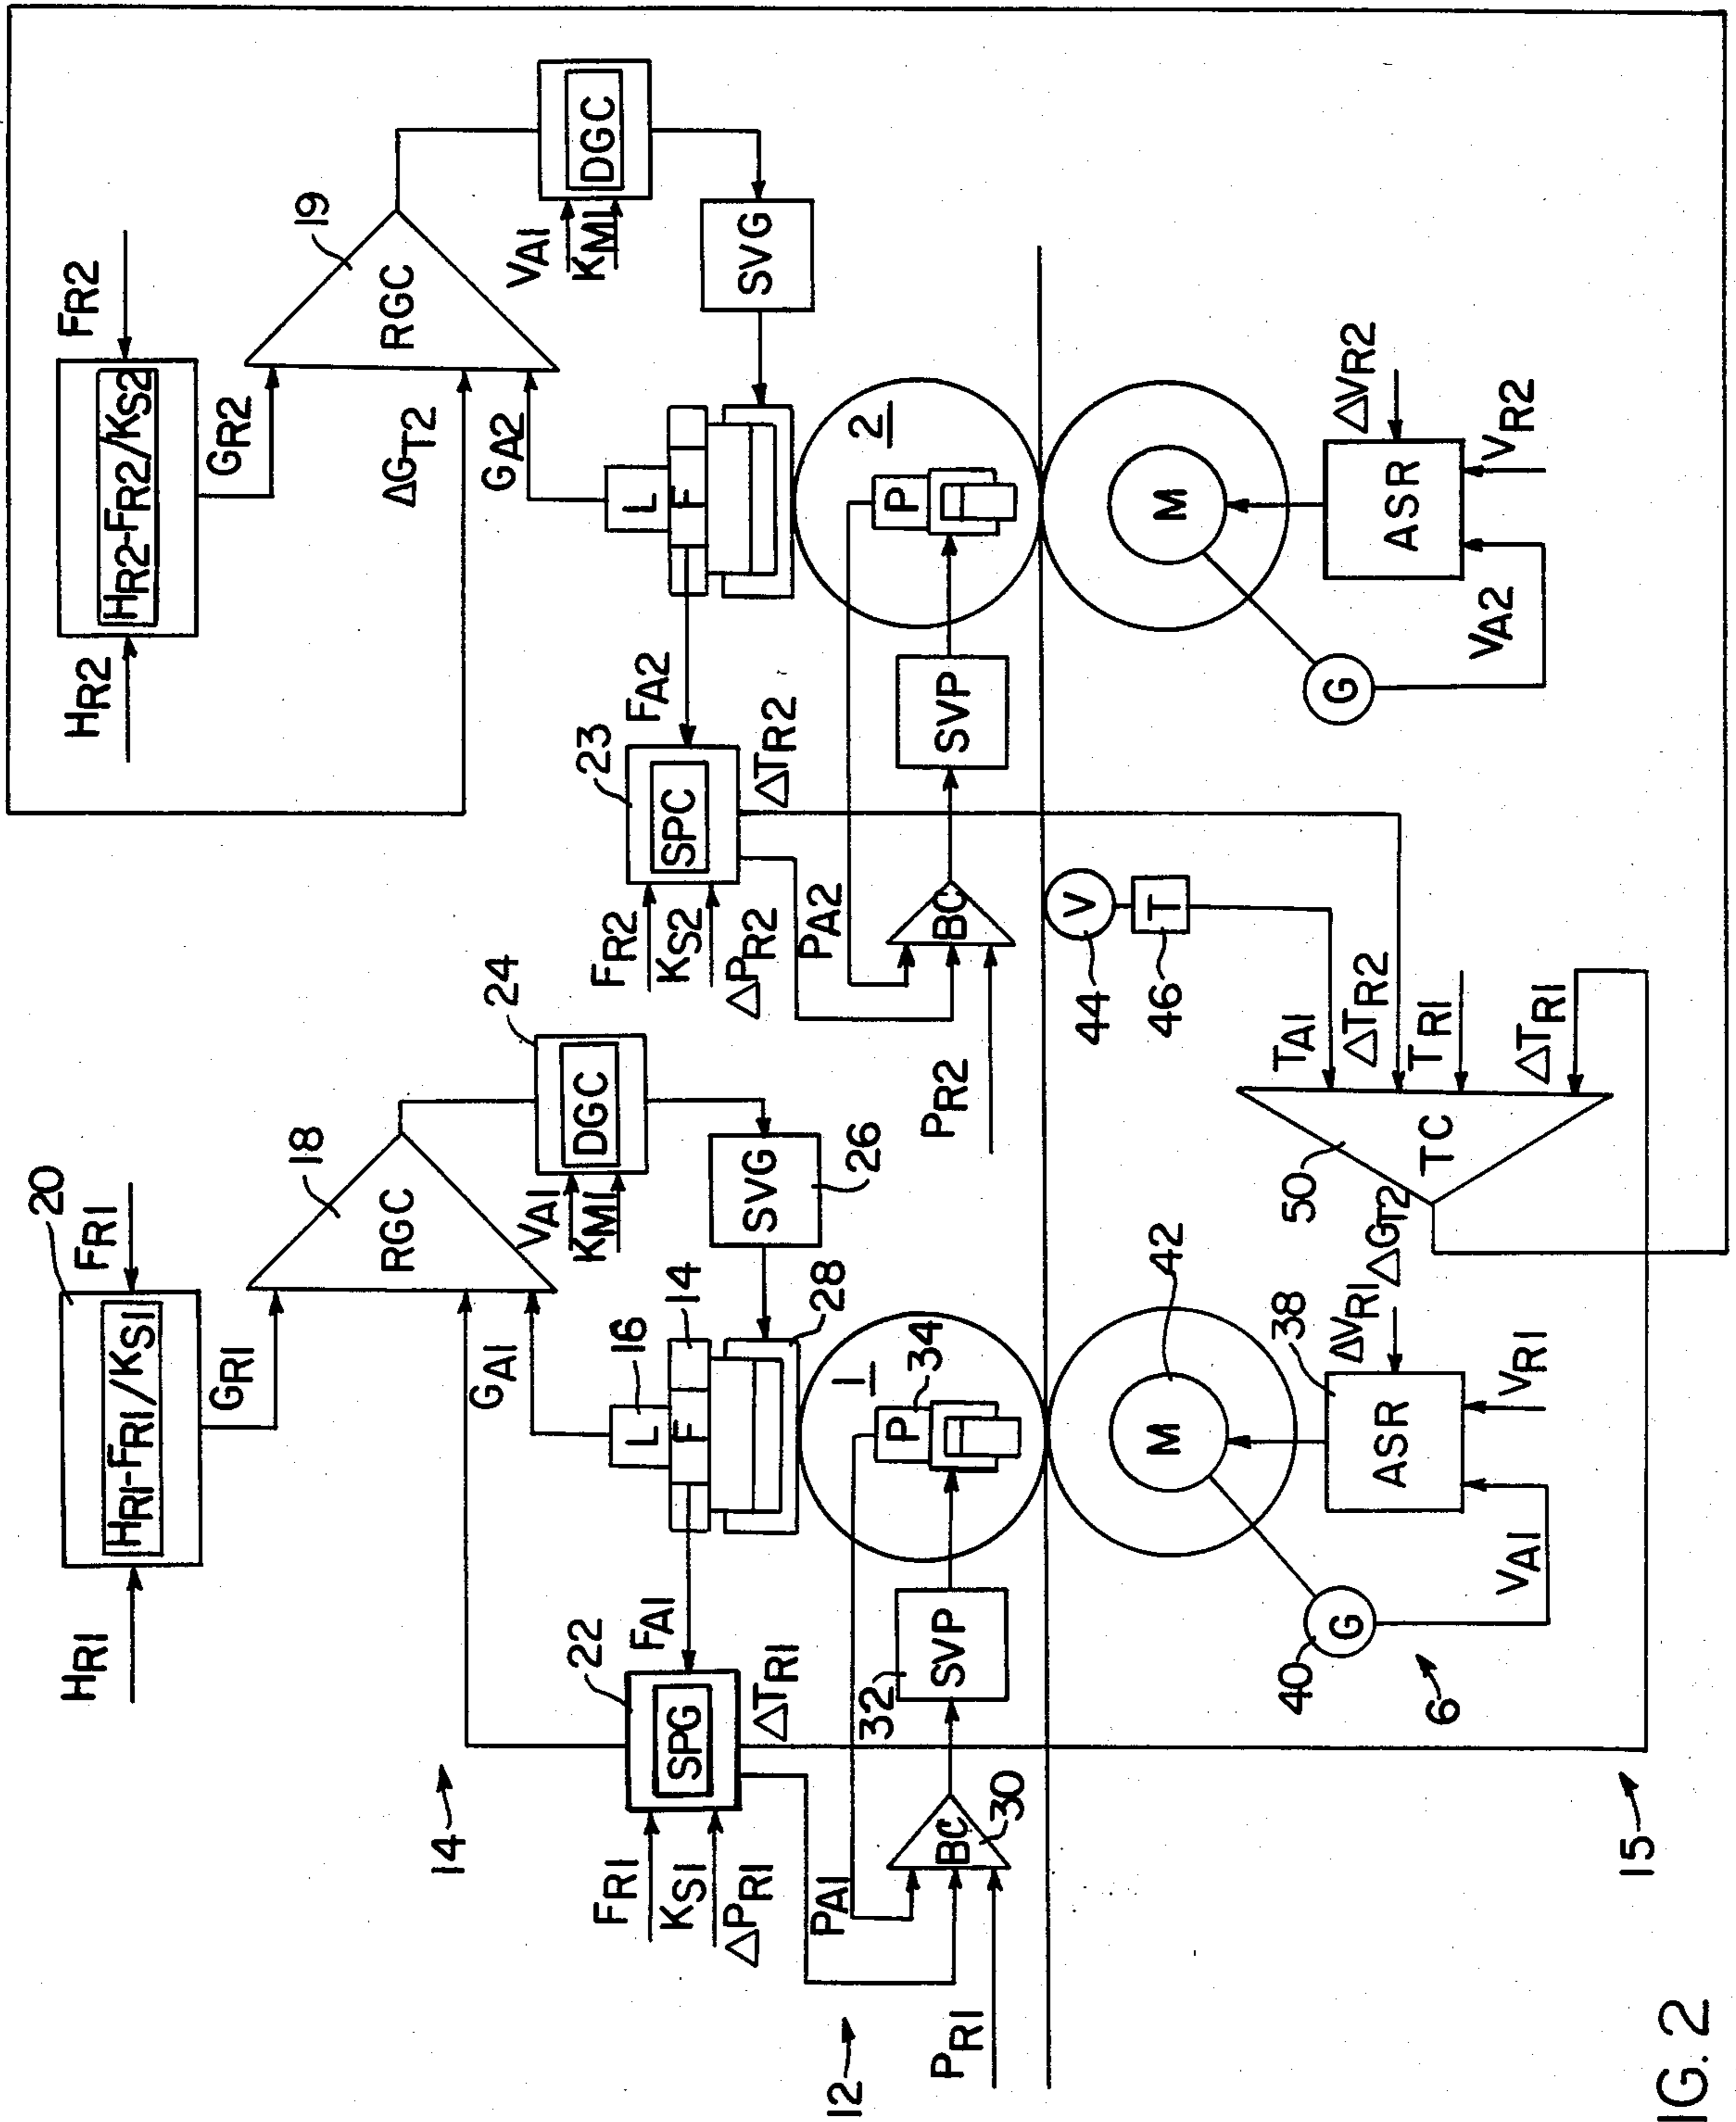 20
FR1
HR1-FR1/KS1
HR1
GR1
18
RGC
GA1
VA1
KM1
24
DGC
SVG
26
16
L
F
14
28
FA1
22
SPG
ΔTR1
14
FR1
KS1
ΔPR1
1
P
34
PA1
32
SVP
BC
30
12
PR1
M
42
G
40
6
ΔVR1
38
ASR
VR1
VA1
15
FR2
HR2-FR2/KS2
HR2
GR2
19
RGC
ΔGT2
GA2
VA1
KM1
DGC
SVG
L
F
FA2
23
SPC
ΔTR2
FR2
KS2
ΔPR2
2
P
PA2
SVP
BC
PR2
V
44
T
46
TA1
ΔTR2
TR1
ΔTR1
50
TC
ΔGT2
M
G
ΔVR2
ASR
VR2
VA2
IG. 2